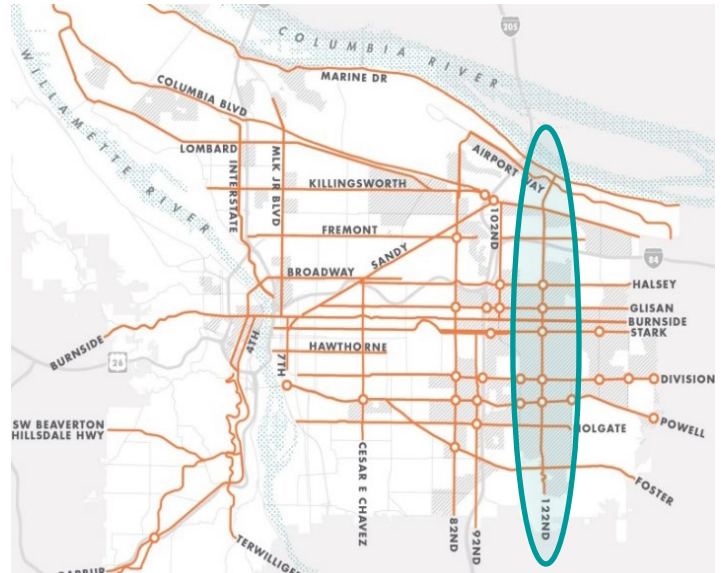 COLUMBIA RIVER
205
MARINE DR
WILLAMETTE RIVER
COLUMBIA BLVD
LOMBARD
INTERSTATE
MLK JR BLVD
KILLINGSWORTH
AIRPORT WAY
102ND
FREMONT
SANDY
84
BROADWAY
HALSEY
GLISAN
BURNSIDE
STARK
BURNSIDE
26
4TH
7TH
HAWTHORNE
DIVISION
POWELL
SW BEAVERTON
HILLSDALE HWY
HOLGATE
CESAR E CHAVEZ
82ND
92ND
122ND
FOSTER